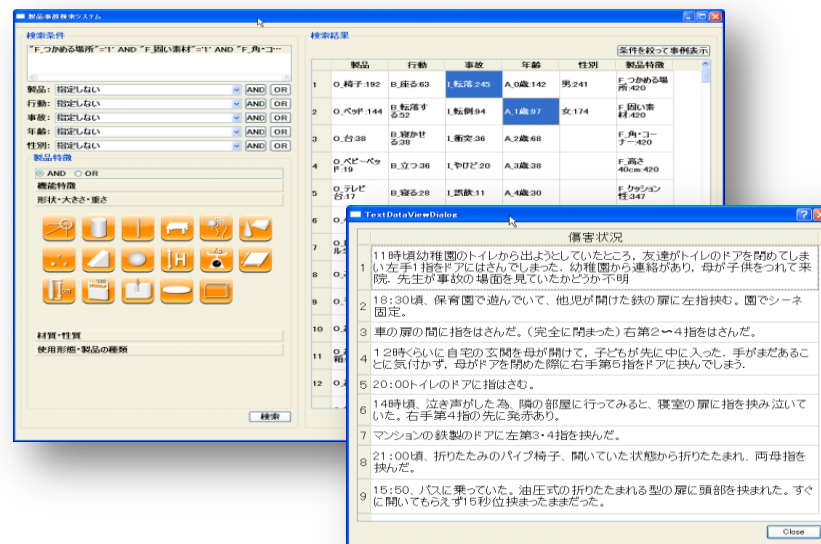 製品事故検索システム
検索条件
"F_つかめる場所"='1' AND "F_固い素材"='1' AND "F_角・コ…
製品: 指定しない AND OR
行動: 指定しない AND OR
事故: 指定しない AND OR
年齢: 指定しない AND OR
性別: 指定しない AND OR
製品特徴
AND OR
機能特徴
形状・大きさ・重さ
材質・性質
使用形態・製品の種類
検索
検索結果
条件を絞って事例表示
製品 行動 事故 年齢 性別 製品特徴
1 O_椅子:192 B_座る:63 I_転落:245 A_0歳:142 男:241 F_つかめる場
所:420
2 O_ベッド:144 B_転落す
る:52 I_転倒:94 A_1歳:97 女:174 F_固い素
材:420
3 O_台:38 B_寝かせ
る:38 I_衝突:36 A_2歳:68 F_角・コー
ナー:420
4 O_ベビーベッ
ド:19 B_立つ:36 I_やけど:20 A_3歳:38 F_高さ
40cm:420
5 O_テレビ
台:17 B_寝る:28 I_誤飲:11 A_4歳:30 F_クッション
性:347
6
7
8
9
10
11
12
TextDataViewDialog
傷害状況
1 11時頃幼稚園のトイレから出ようとしていたところ，友達がトイレのドアを閉めてしま
い左手1指をドアにはさんでしまった．幼稚園から連絡があり，母が子供をつれて来
院．先生が事故の場面を見ていたかどうか不明
2 18:30頃、保育園で遊んでいて、他児が開けた鉄の扉に左指挟む。園でシーネ
固定。
3 車の扉の間に指をはさんだ。（完全に閉まった）右第2〜4指をはさんだ。
4 12時くらいに自宅の玄関を母が開けて，子どもが先に中に入った．手がまだあるこ
とに気付かず，母がドアを閉めた際に右手第5指をドアに挟んでしまう．
5 20:00トイレのドアに指はさむ。
6 14時頃、泣き声がした為、隣の部屋に行ってみると、寝室の扉に指を挟み泣いて
いた。右手第4指の先に発赤あり。
7 マンションの鉄製のドアに左第3・4指を挟んだ。
8 21:00頃、折りたたみのパイプ椅子、開いていた状態から折りたたまれ、両母指を
挟んだ。
9 15:50、バスに乗っていた。油圧式の折りたたまれる型の扉に頭部を挟まれた。すぐ
に開いてもらえず15秒位挟まったままだった。
Close